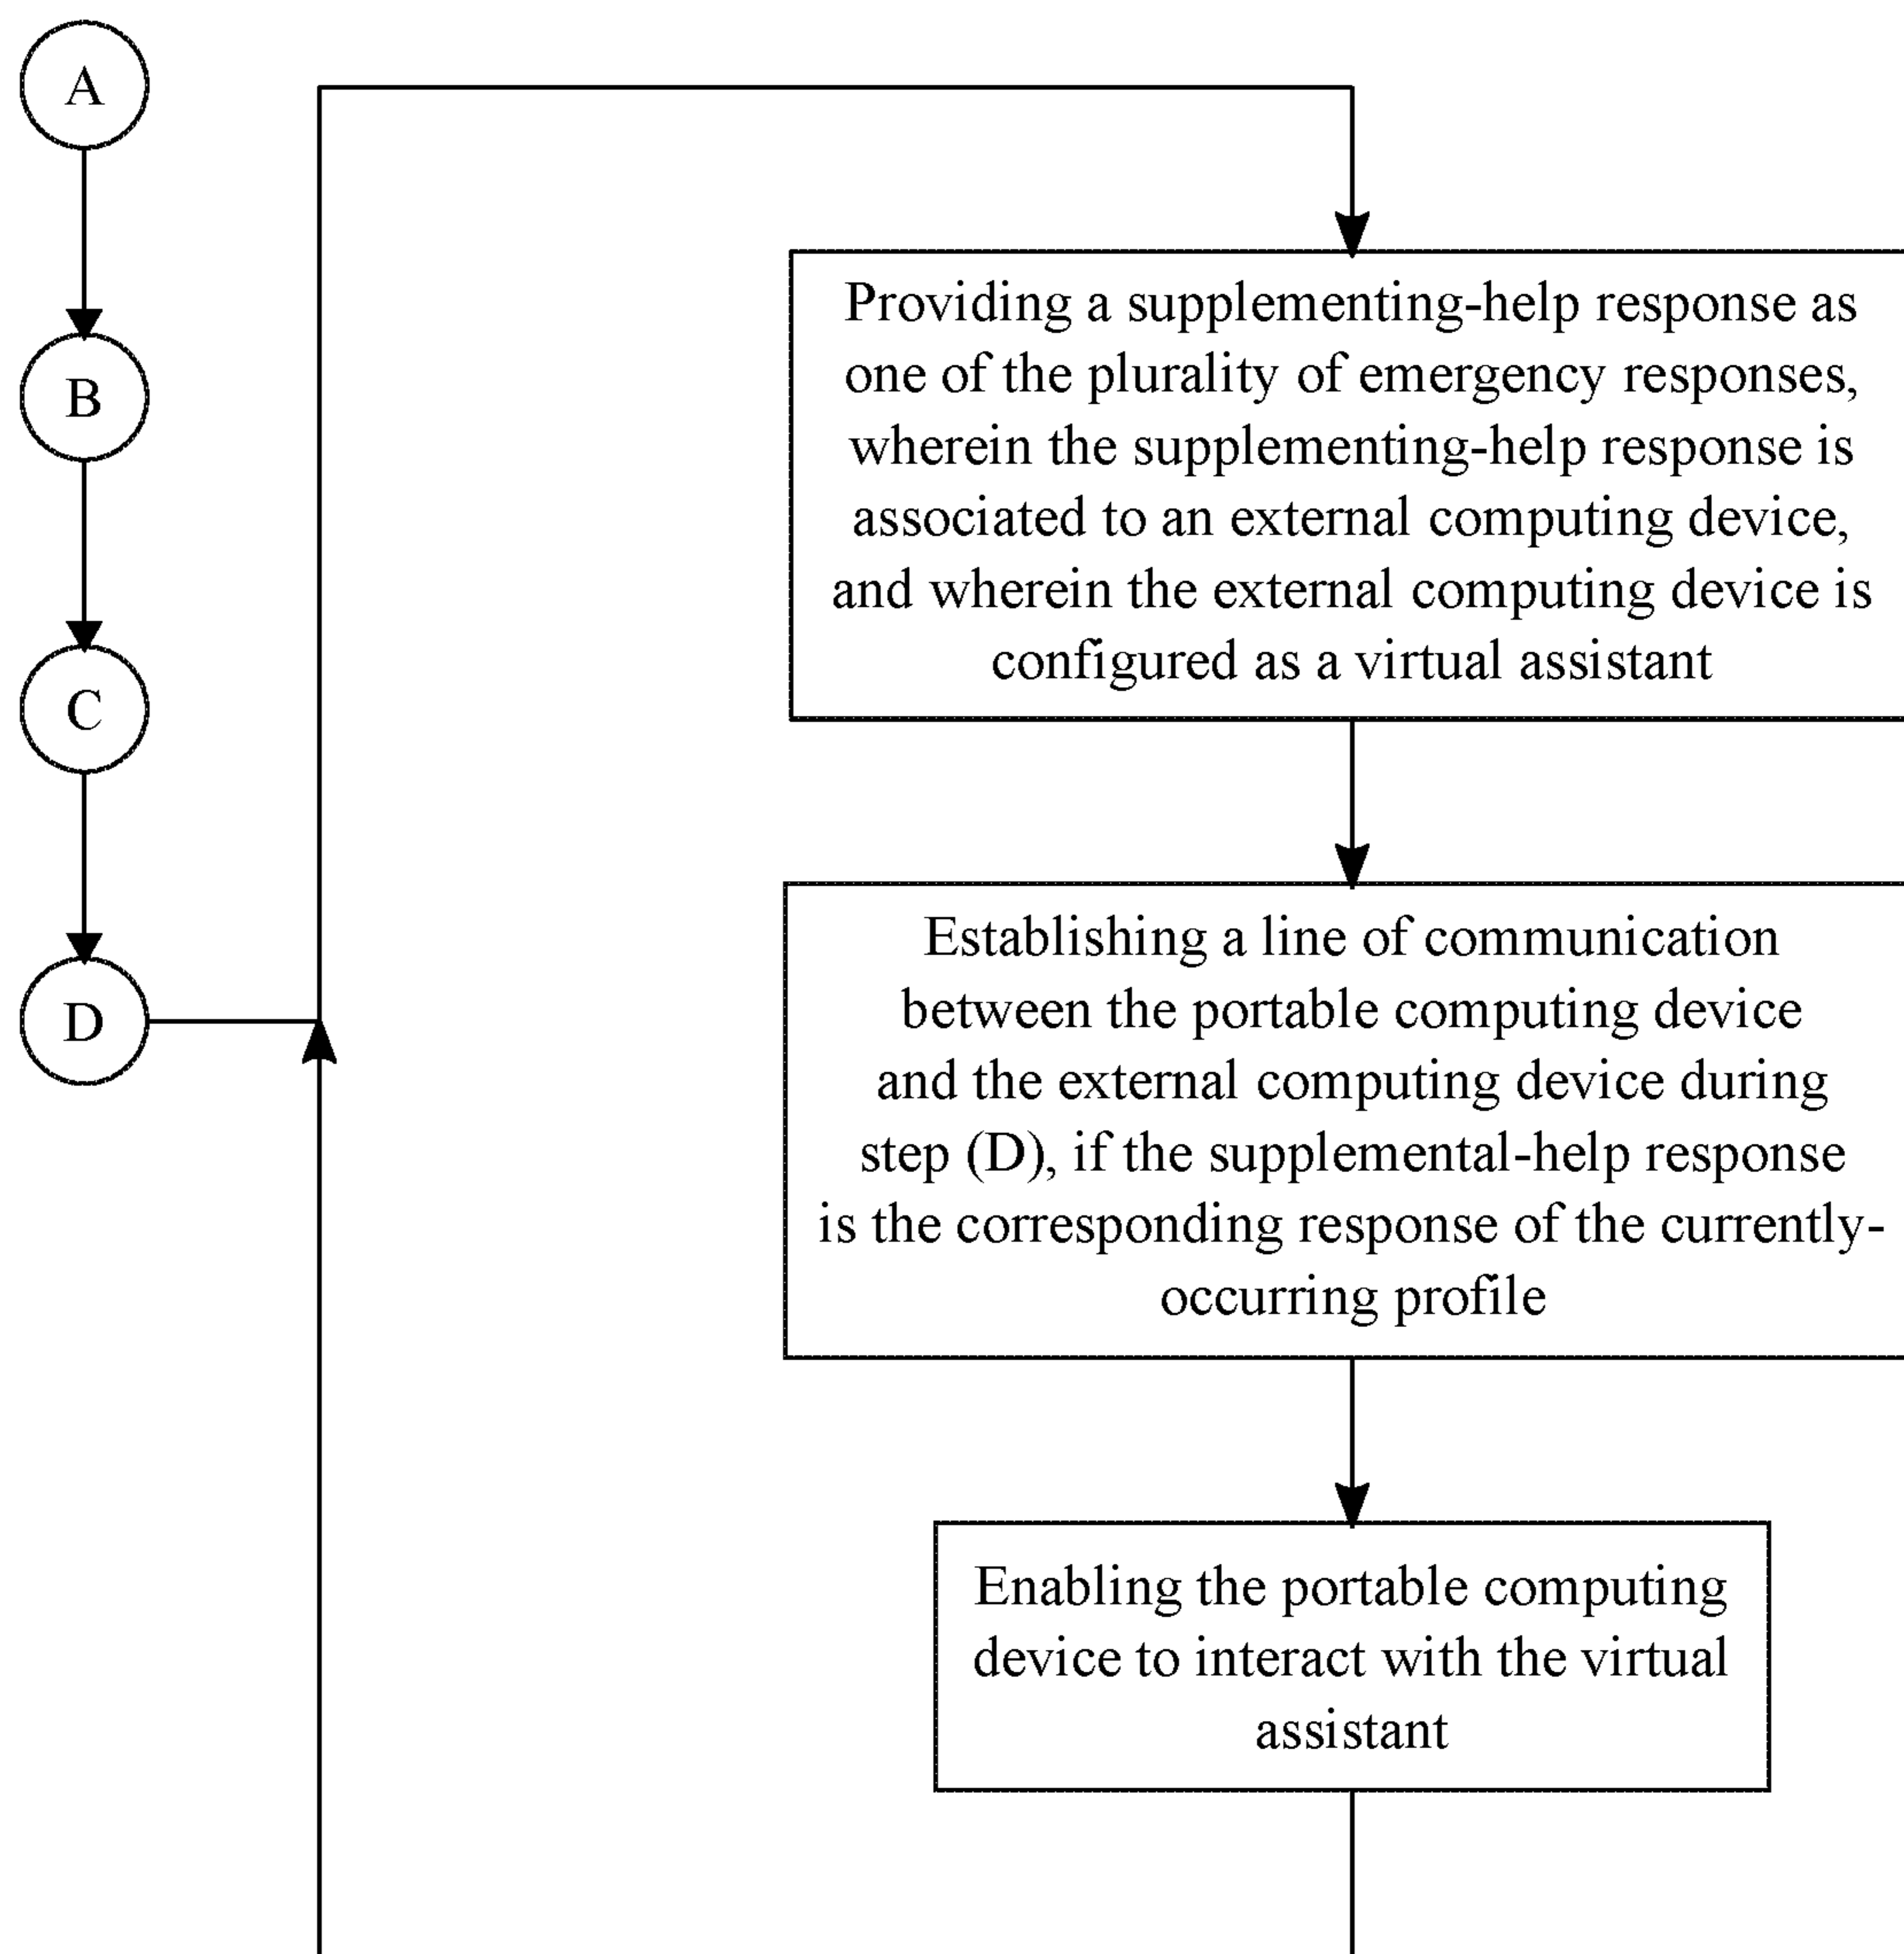 A
B
C
D
Providing a supplementing-help response as
one of the plurality of emergency responses,
wherein the supplementing-help response is
associated to an external computing device,
and wherein the external computing device is
configured as a virtual assistant
Establishing a line of communication
between the portable computing device
and the external computing device during
step (D), if the supplemental-help response
is the corresponding response of the currently-
occurring profile
Enabling the portable computing
device to interact with the virtual
assistant